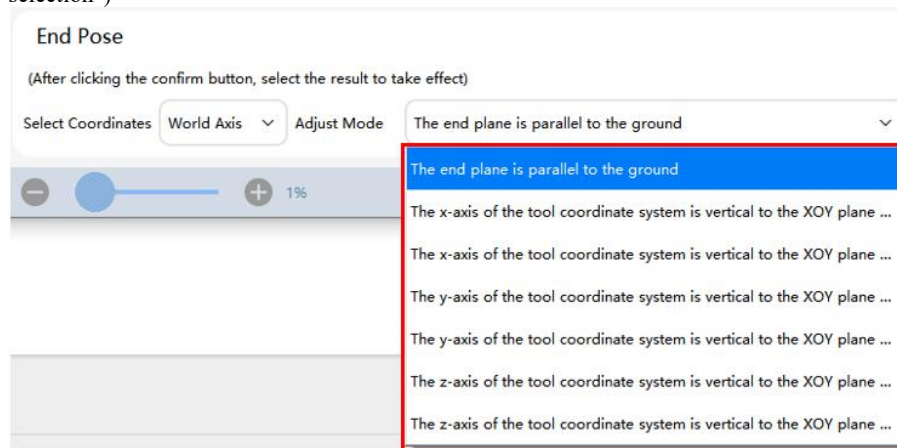 selection")
End Pose
(After clicking the confirm button, select the result to take effect)
Select Coordinates World Axis Adjust Mode The end plane is parallel to the ground
The end plane is parallel to the ground
1%
The x-axis of the tool coordinate system is vertical to the XOY plane ...
The x-axis of the tool coordinate system is vertical to the XOY plane ...
The y-axis of the tool coordinate system is vertical to the XOY plane ...
The y-axis of the tool coordinate system is vertical to the XOY plane ...
The z-axis of the tool coordinate system is vertical to the XOY plane ...
The z-axis of the tool coordinate system is vertical to the XOY plane ...